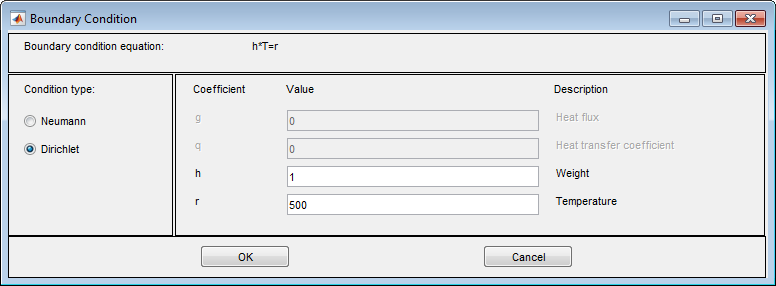 Boundary Condition
Boundary condition equation: h*T=r
Condition type:
Neumann
Dirichlet
Coefficient Value Description
g 0 Heat flux
q 0 Heat transfer coefficient
h 1 Weight
r 500 Temperature
OK Cancel